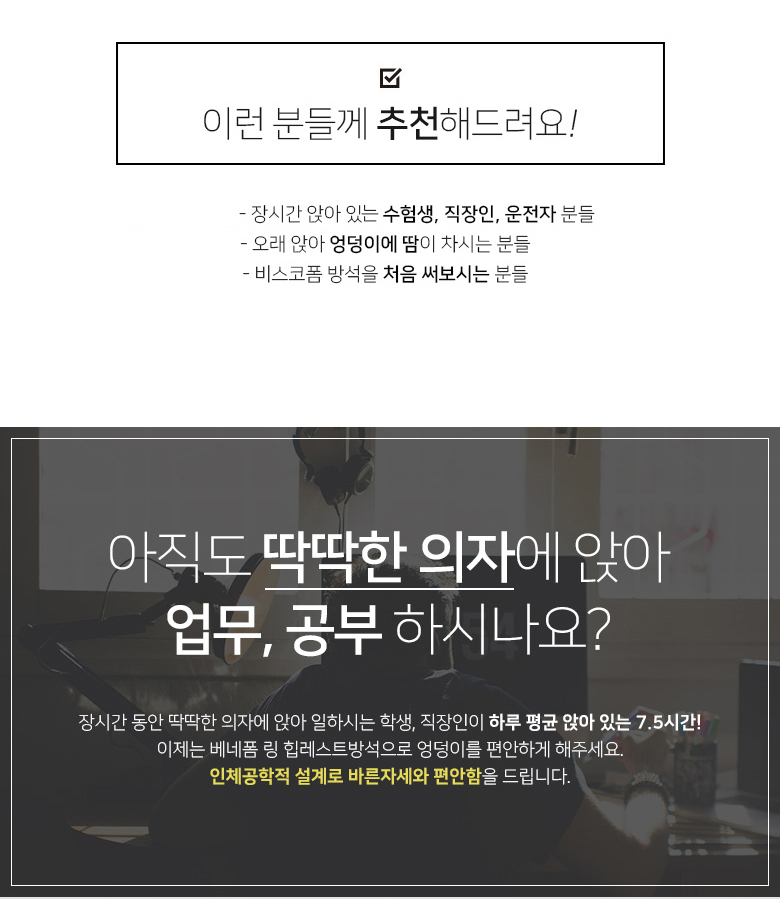 이런 분들께 추천해드려요!
- 장시간 앉아 있는 수험생, 직장인, 운전자 분들
- 오래 앉아 엉덩이에 땀이 차시는 분들
- 비스코폼 방석을 처음 써보시는 분들
아직도 딱딱한 의자에 앉아
업무, 공부 하시나요?
장시간 동안 딱딱한 의자에 앉아 일하시는 학생, 직장인이 하루 평균 앉아 있는 7.5시간!
이제는 베네폼 링 힙레스트방석으로 엉덩이를 편안하게 해주세요.
인체공학적 설계로 바른자세와 편안함을 드립니다.